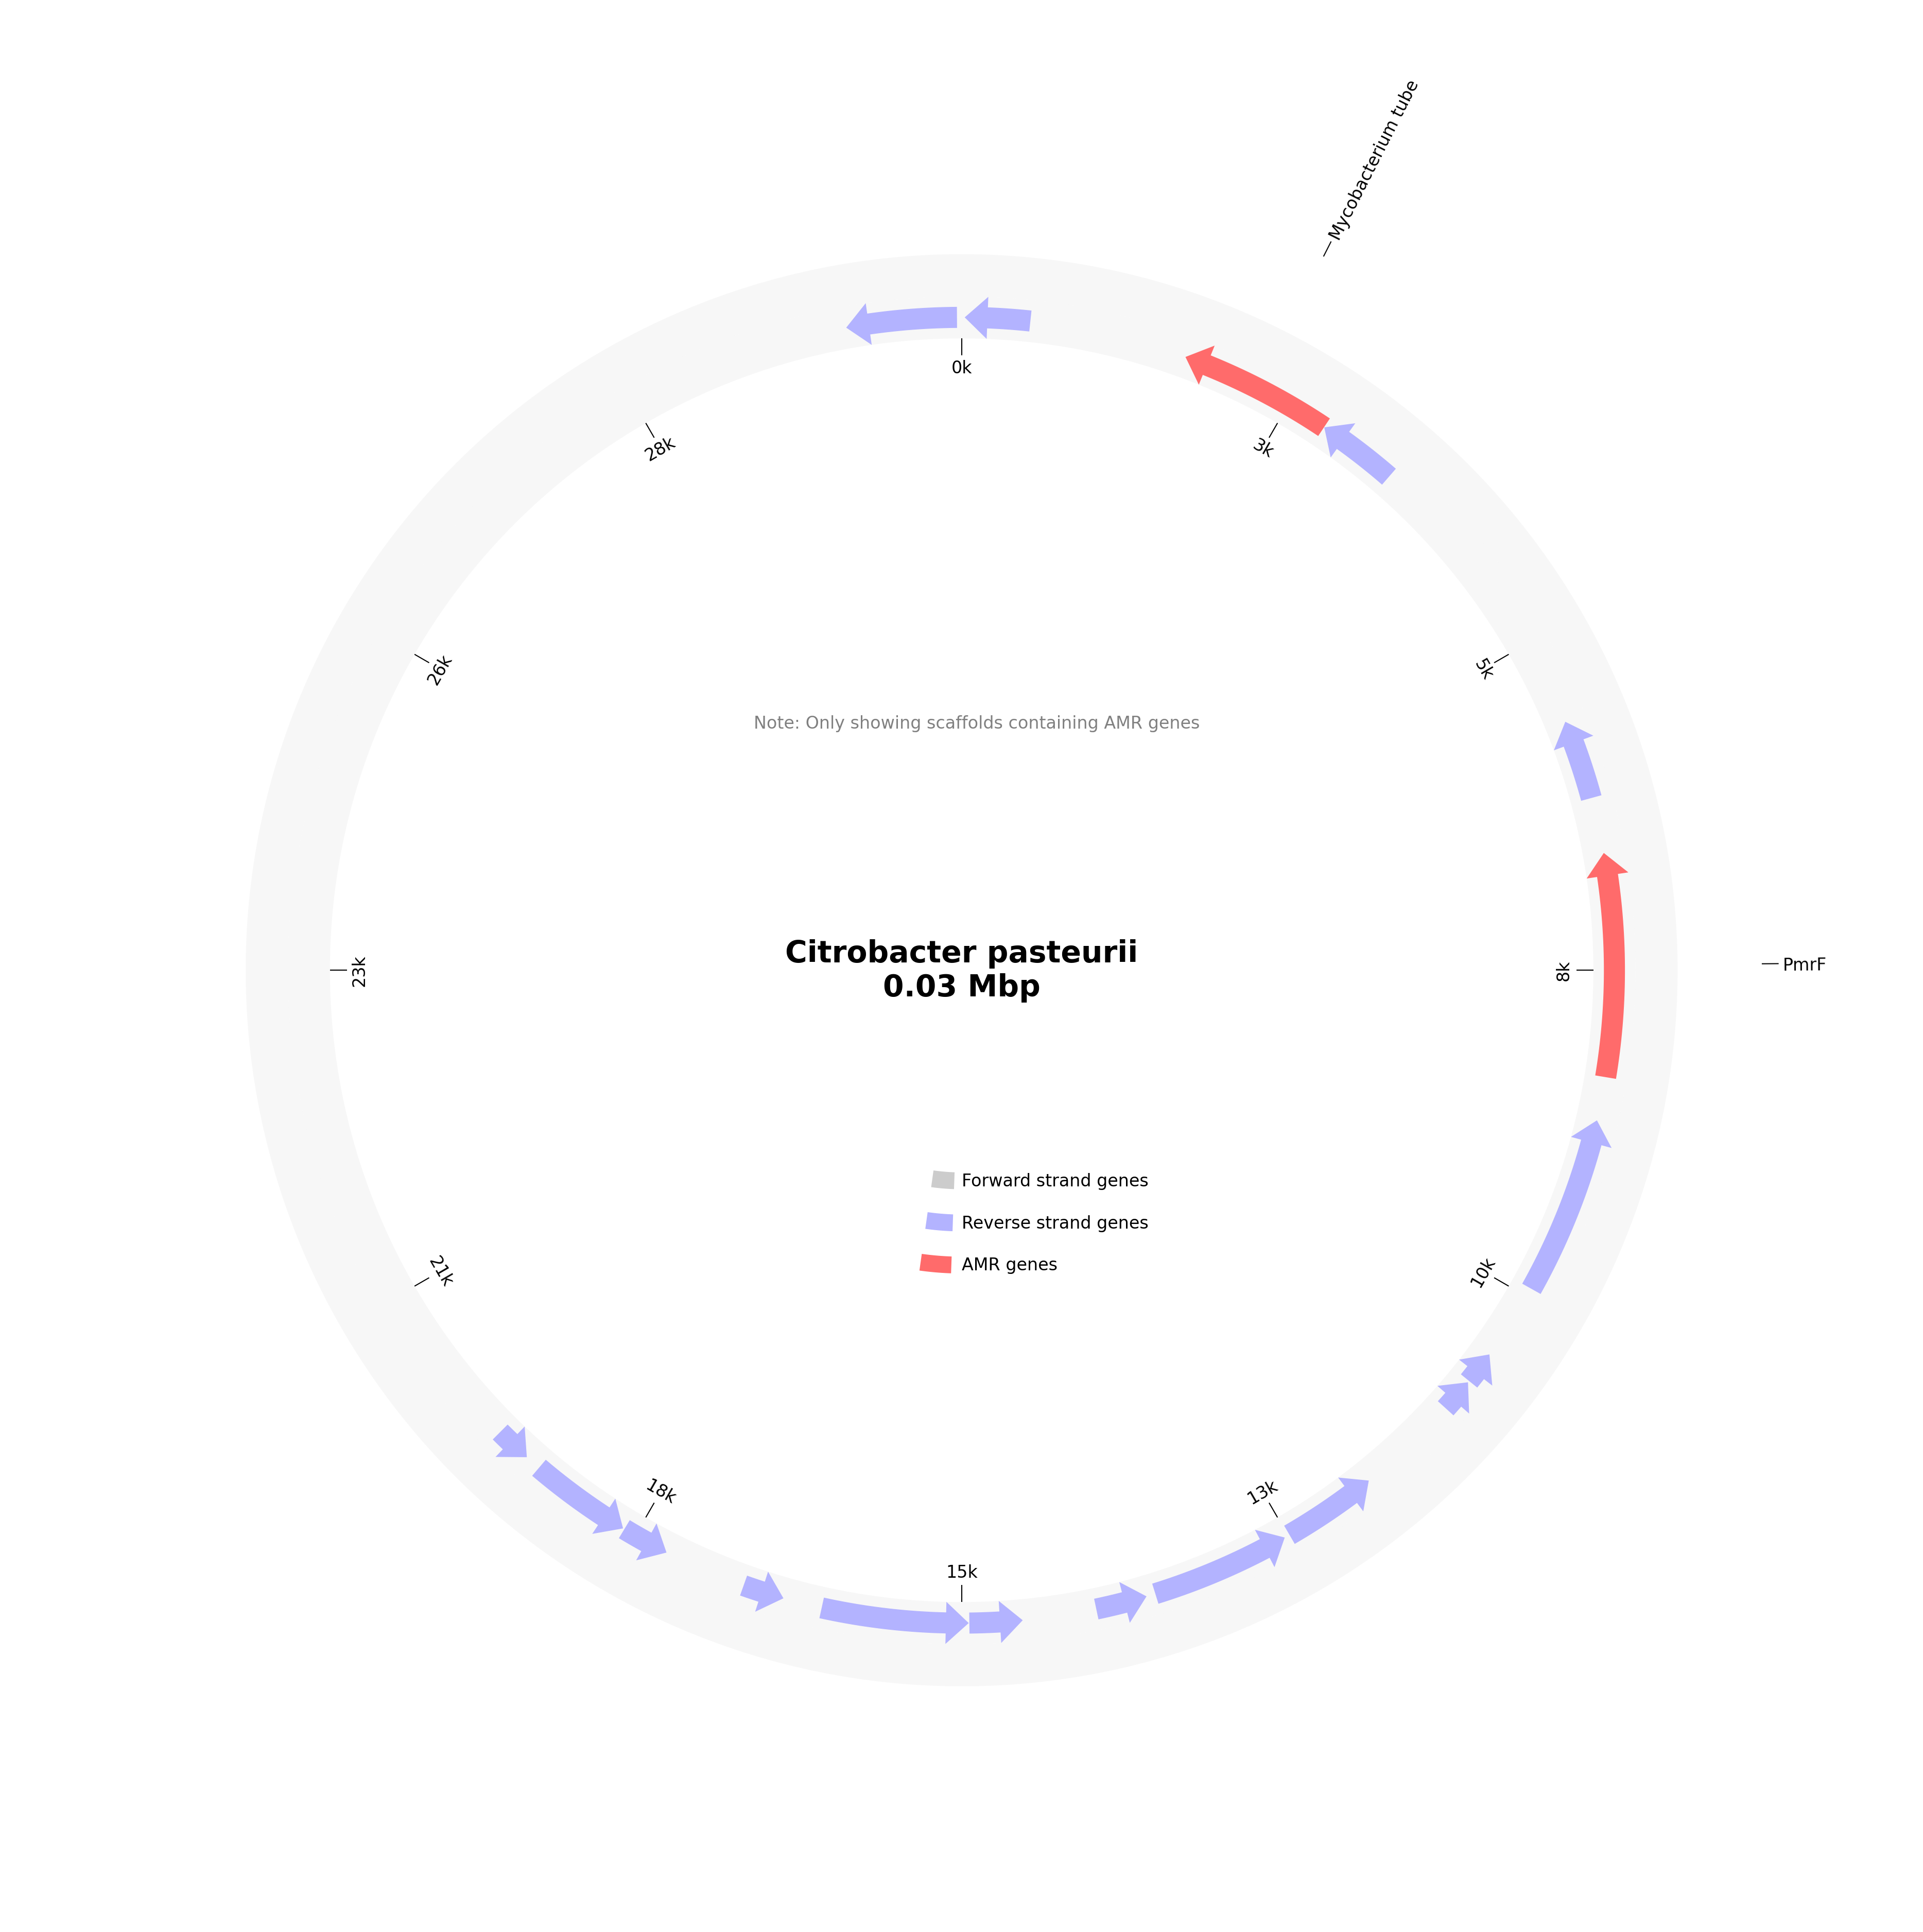 Mycobacterium tube
0k
3k
5k
PmrF
8k
10k
13k
15k
18k
21k
23k
26k
28k
Note: Only showing scaffolds containing AMR genes
Citrobacter pasteurii
0.03 Mbp
Forward strand genes
Reverse strand genes
AMR genes